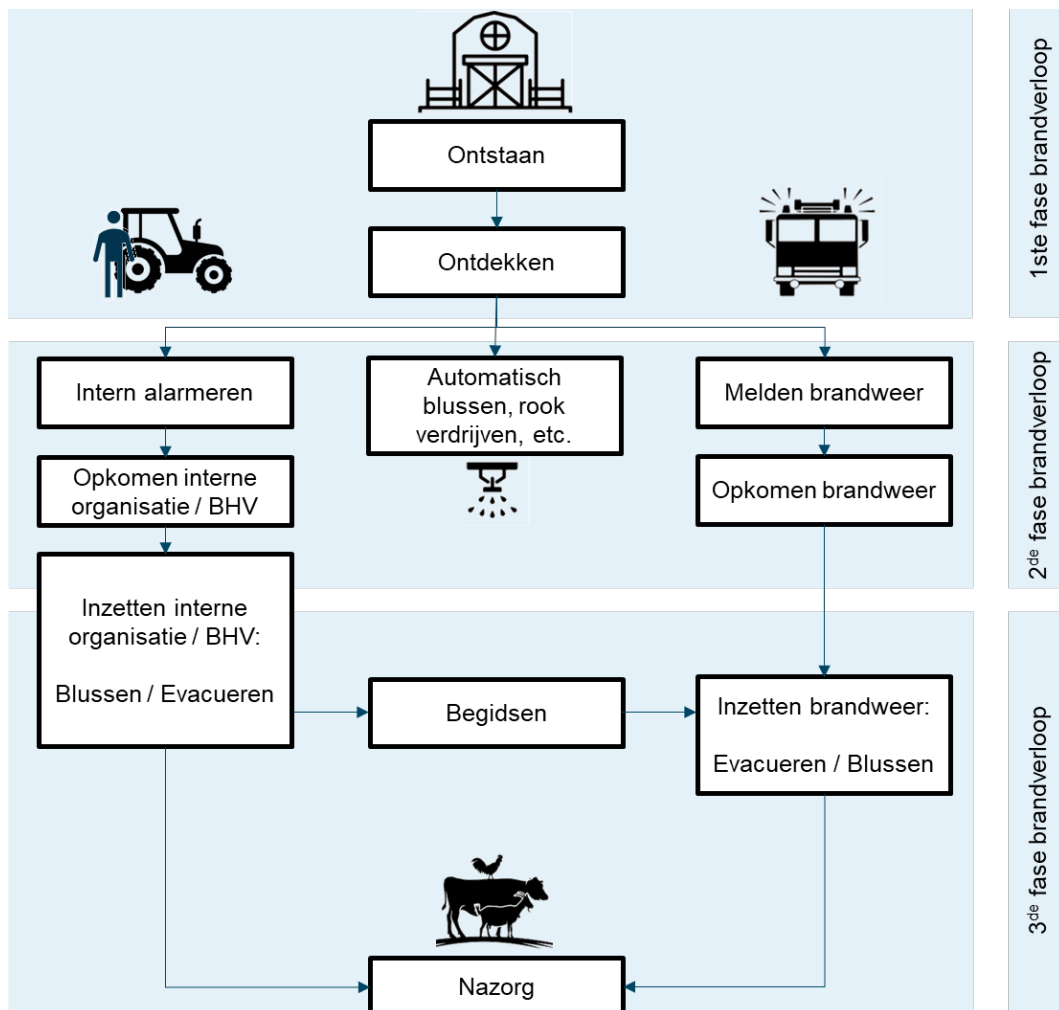 Ontstaan
Ontdekken
1ste fase brandverloop
Intern alarmeren
Automatisch
blussen, rook
verdrijven, etc.
Melden brandweer
Opkomen interne
organisatie / BHV
Opkomen brandweer
2de fase brandverloop
Inzetten interne
organisatie / BHV:
Blussen / Evacueren
Begidsen
Inzetten brandweer:
Evacueren / Blussen
3de fase brandverloop
Nazorg